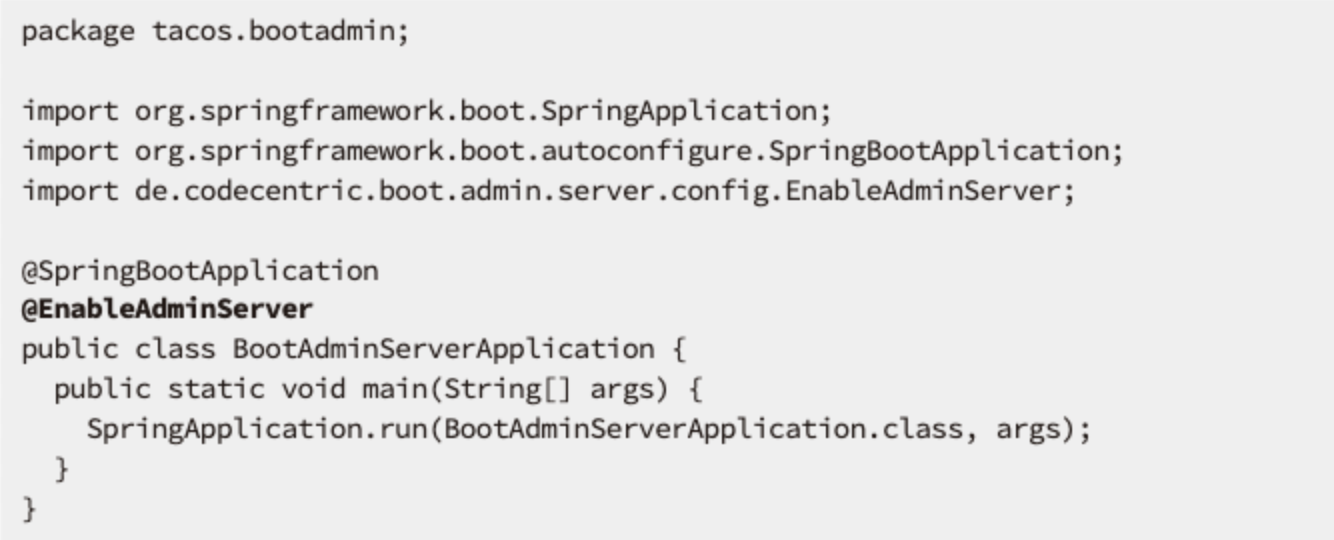 package tacos.bootadmin;

import org.springframework.boot.SpringApplication;
import org.springframework.boot.autoconfigure.SpringBootApplication;
import de.codecentric.boot.admin.server.config.EnableAdminServer;

@SpringBootApplication
@EnableAdminServer
public class BootAdminServerApplication {
  public static void main(String[] args) {
    SpringApplication.run(BootAdminServerApplication.class, args);
  }
}